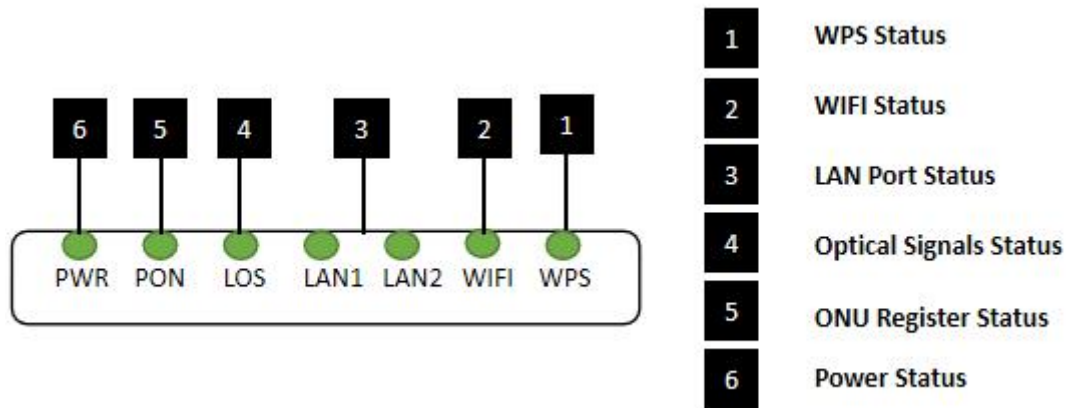 6 5 4 3 2 1
PWR PON LOS LAN1 LAN2 WIFI WPS
1 WPS Status
2 WIFI Status
3 LAN Port Status
4 Optical Signals Status
5 ONU Register Status
6 Power Status